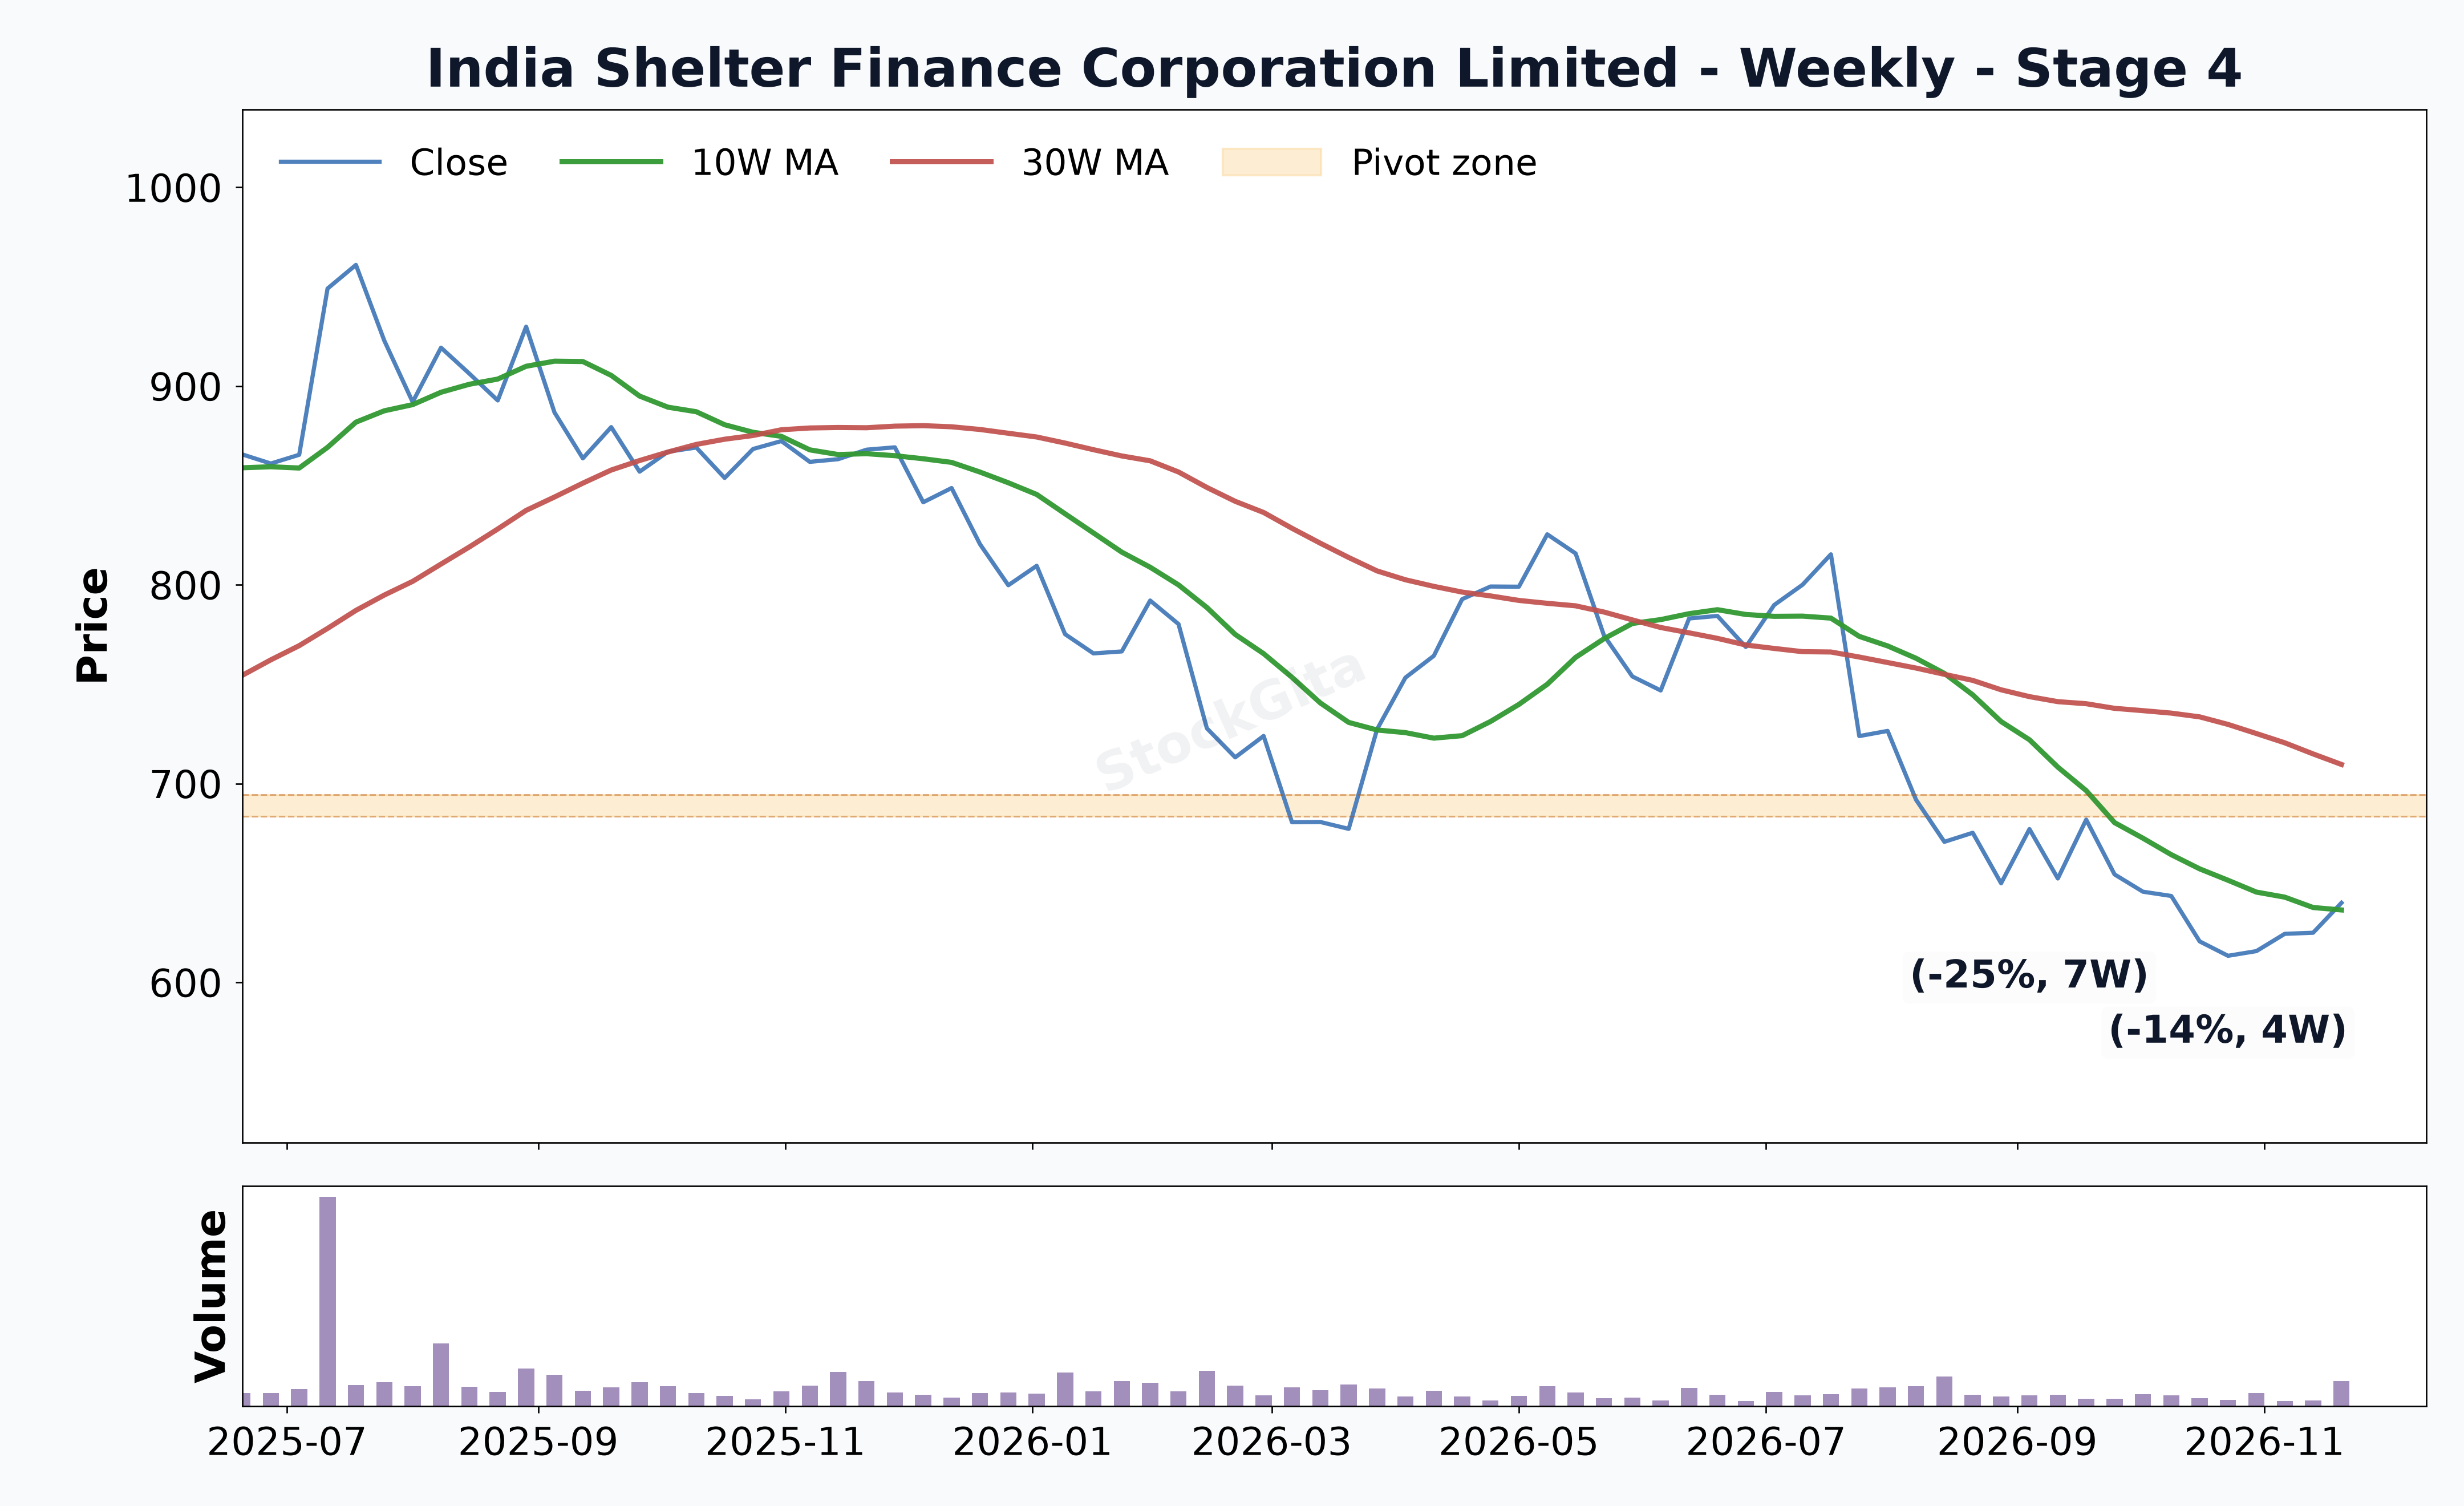 India Shelter Finance Corporation Limited - Weekly - Stage 4
Close 10W MA 30W MA Pivot zone
Price
1000
900
800
700
600
StockGita
(-25%, 7W)
(-14%, 4W)
Volume
2025-07 2025-09 2025-11 2026-01 2026-03 2026-05 2026-07 2026-09 2026-11